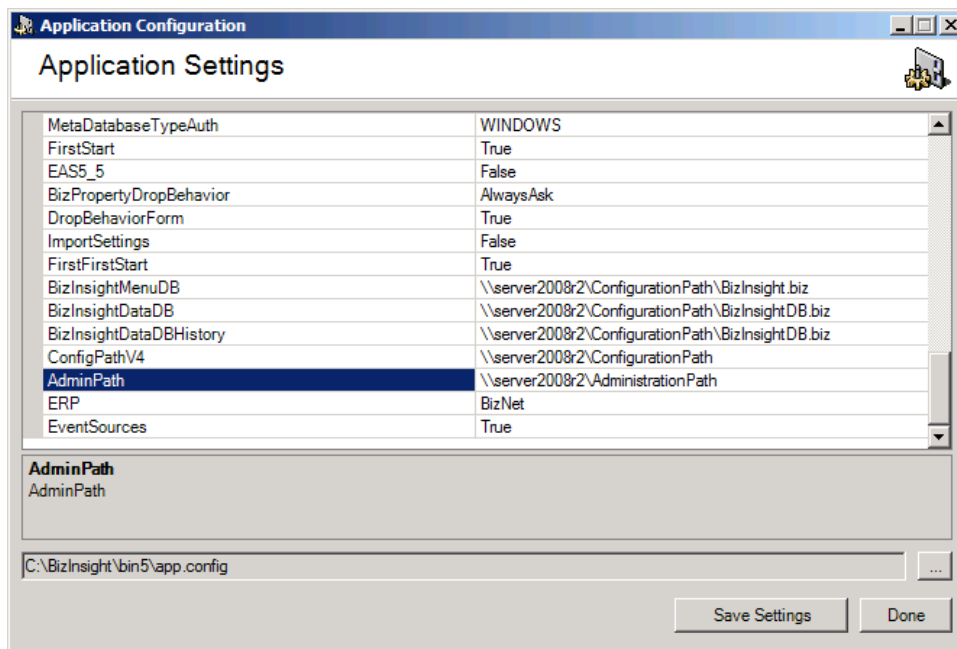 Application Configuration
Application Settings
MetaDatabaseTypeAuth WINDOWS
FirstStart True
EAS5_5 False
BizPropertyDropBehavior AlwaysAsk
DropBehaviorForm True
ImportSettings False
FirstFirstStart True
BizInsightMenuDB \\server2008r2\ConfigurationPath\BizInsight.biz
BizInsightDataDB \\server2008r2\ConfigurationPath\BizInsightDB.biz
BizInsightDataDBHistory \\server2008r2\ConfigurationPath\BizInsightDB.biz
ConfigPathV4 \\server2008r2\ConfigurationPath
AdminPath \\server2008r2\AdministrationPath
ERP BizNet
EventSources True
AdminPath
AdminPath
C:\BizInsight\bin5\app.config ...
Save Settings Done